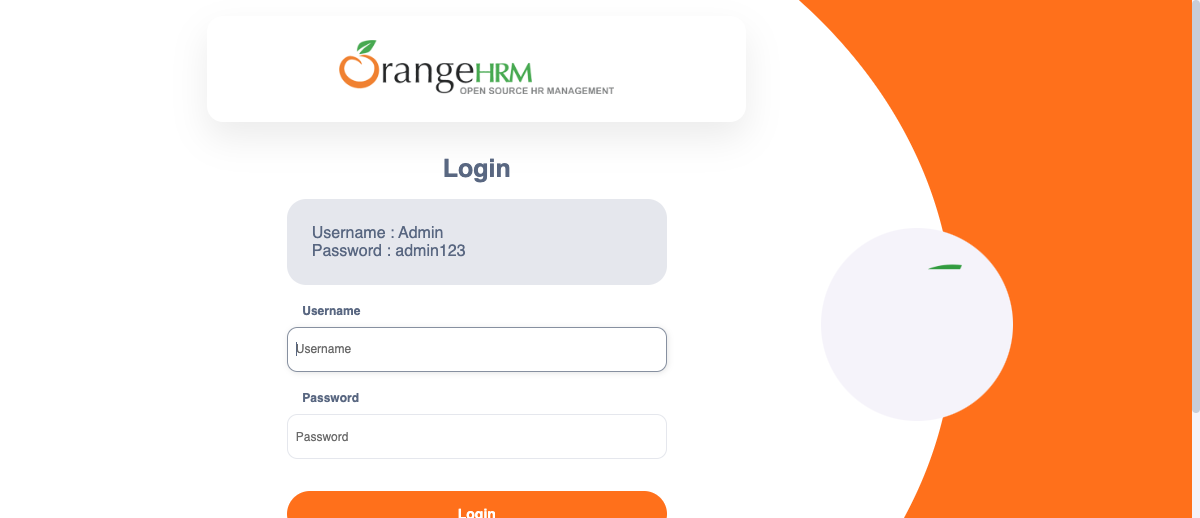 OrangeHRM
OPEN SOURCE HR MANAGEMENT
Login
Username : Admin
Password : admin123
Username
Username
Password
Password
Login